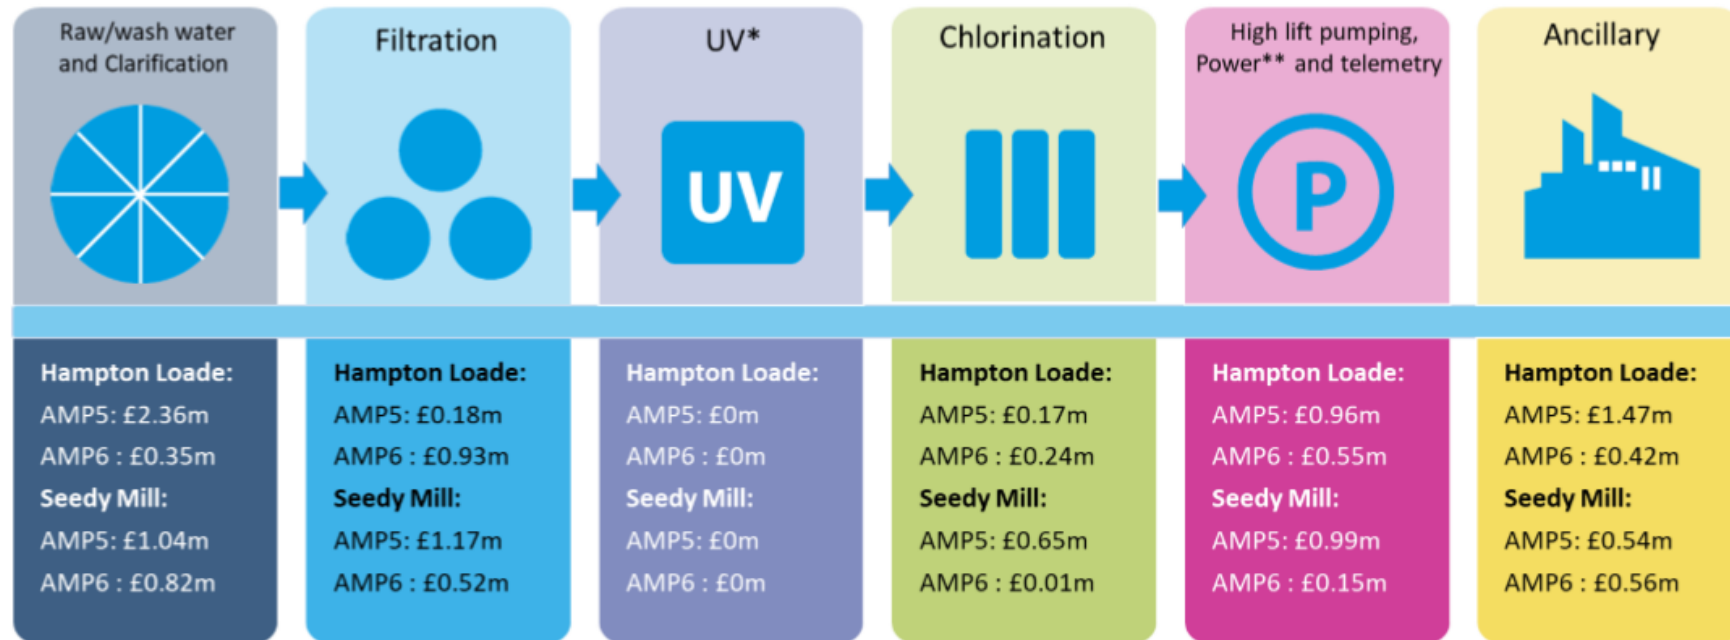 Raw/wash water
and Clarification
Hampton Loade:
AMP5: £2.36m
AMP6 : £0.35m
Seedy Mill:
AMP5: £1.04m
AMP6 : £0.82m
Filtration
Hampton Loade:
AMP5: £0.18m
AMP6 : £0.93m
Seedy Mill:
AMP5: £1.17m
AMP6 : £0.52m
UV*
UV
Hampton Loade:
AMP5: £0m
AMP6 : £0m
Seedy Mill:
AMP5: £0m
AMP6 : £0m
Chlorination
Hampton Loade:
AMP5: £0.17m
AMP6 : £0.24m
Seedy Mill:
AMP5: £0.65m
AMP6 : £0.01m
High lift pumping,
Power** and telemetry
P
Hampton Loade:
AMP5: £0.96m
AMP6 : £0.55m
Seedy Mill:
AMP5: £0.99m
AMP6 : £0.15m
Ancillary
Hampton Loade:
AMP5: £1.47m
AMP6 : £0.42m
Seedy Mill:
AMP5: £0.54m
AMP6 : £0.56m